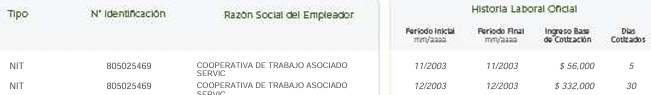 Historia Laboral Oficial
Tipo N° Identificación Razón Social del Empleador
Periodo Inicial mm/aaaa Periodo Final mm/aaaa Ingreso Base de Cotización Dias Cotizados
NIT 805025469 COOPERATIVA DE TRABAJO ASOCIADO SERVIC 11/2003 11/2003 $ 56,000 5
NIT 805025469 COOPERATIVA DE TRABAJO ASOCIADO SERVIC 12/2003 12/2003 $ 332,000 30